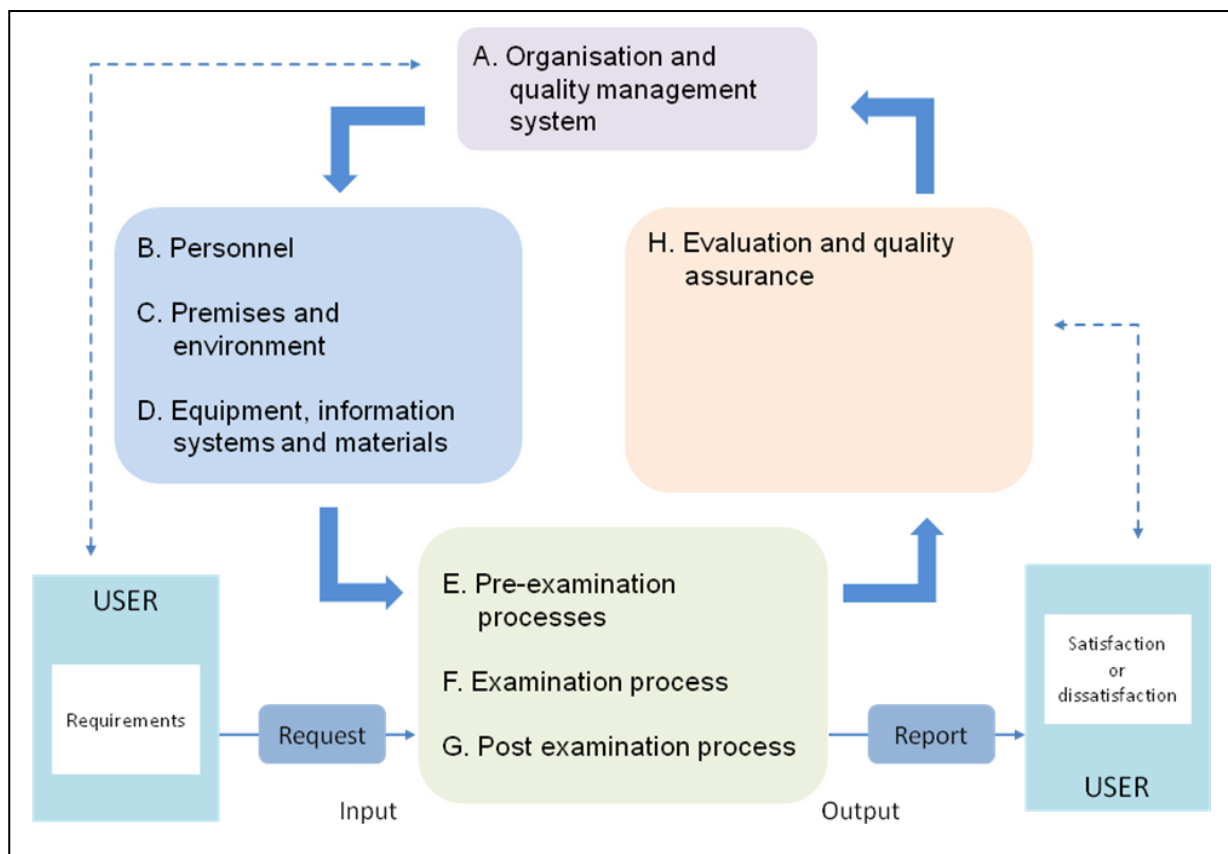 A. Organisation and
quality management
system
B. Personnel
C. Premises and
environment
D. Equipment, information
systems and materials
H. Evaluation and quality
assurance
USER
Requirements
Request
Input
E. Pre-examination
processes
F. Examination process
G. Post examination process
Output
Report
Satisfaction
or
dissatisfaction
USER